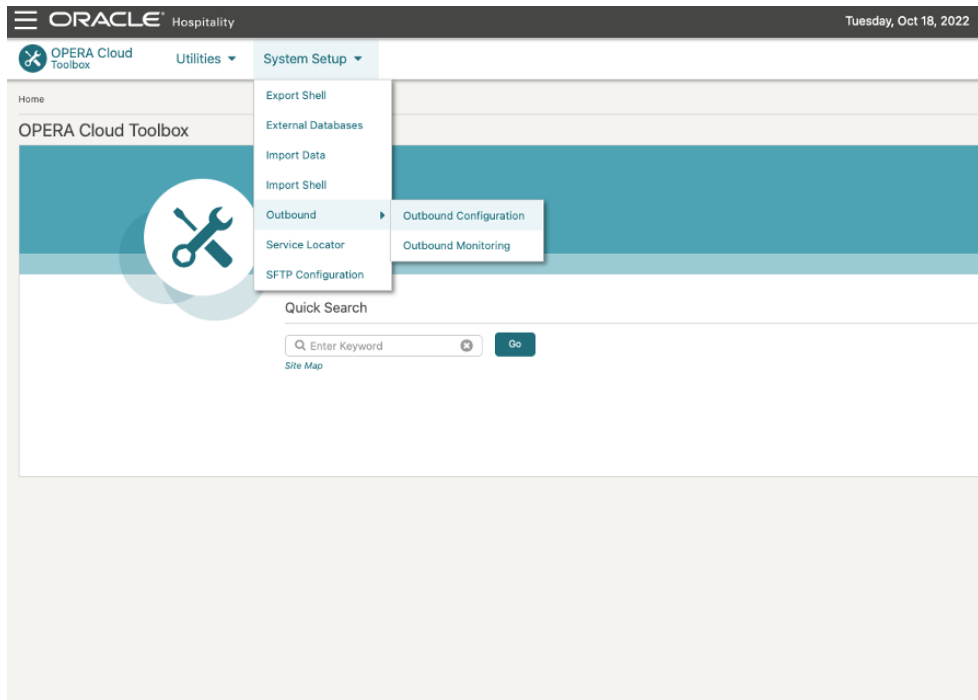 ORACLE® Hospitality
Tuesday, Oct 18, 2022
OPERA Cloud
Toolbox
Utilities
System Setup
Home
Export Shell
External Databases
Import Data
Import Shell
Outbound
Service Locator
SFTP Configuration
Outbound Configuration
Outbound Monitoring
OPERA Cloud Toolbox
Quick Search
Enter Keyword
Go
Site Map